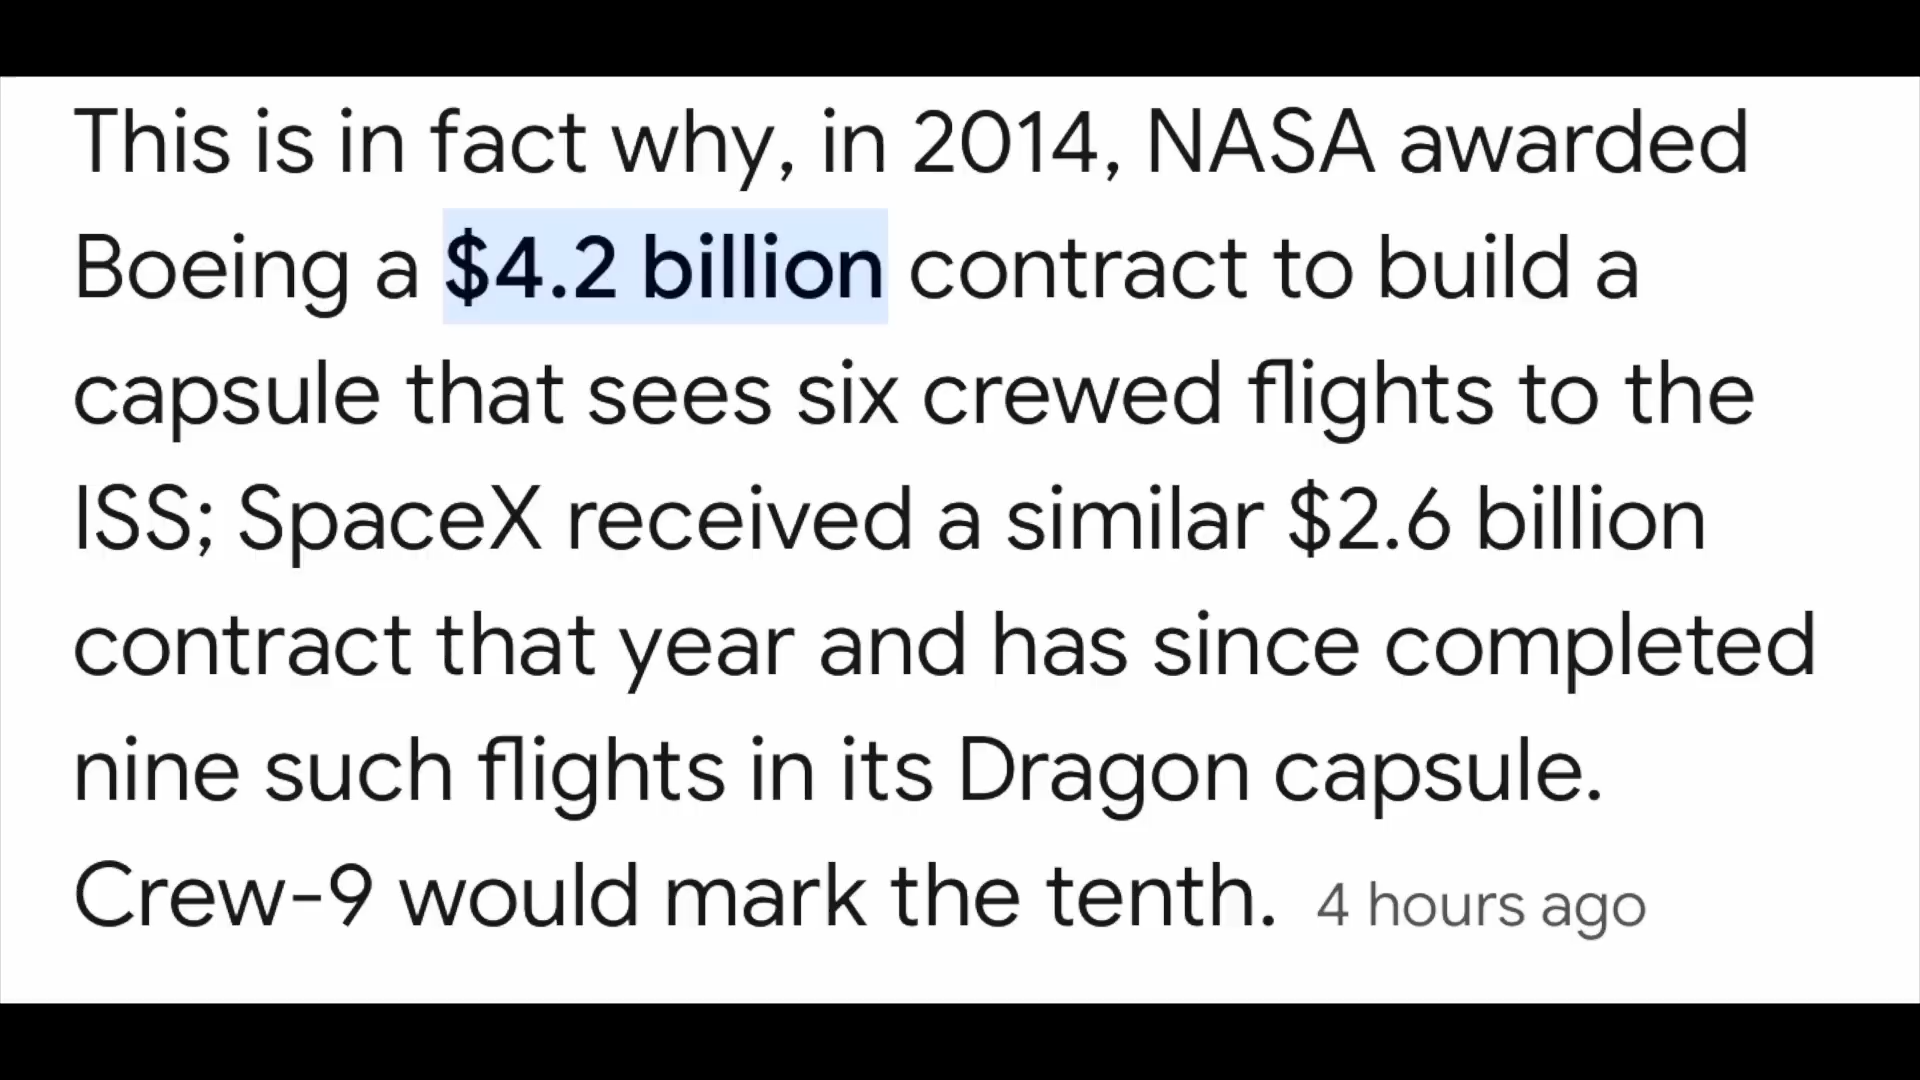 This is in fact why, in 2014, NASA awarded
Boeing a $4.2 billion contract to build a
capsule that sees six crewed flights to the
ISS; SpaceX received a similar $2.6 billion
contract that year and has since completed
nine such flights in its Dragon capsule.
Crew-9 would mark the tenth. 4 hours ago